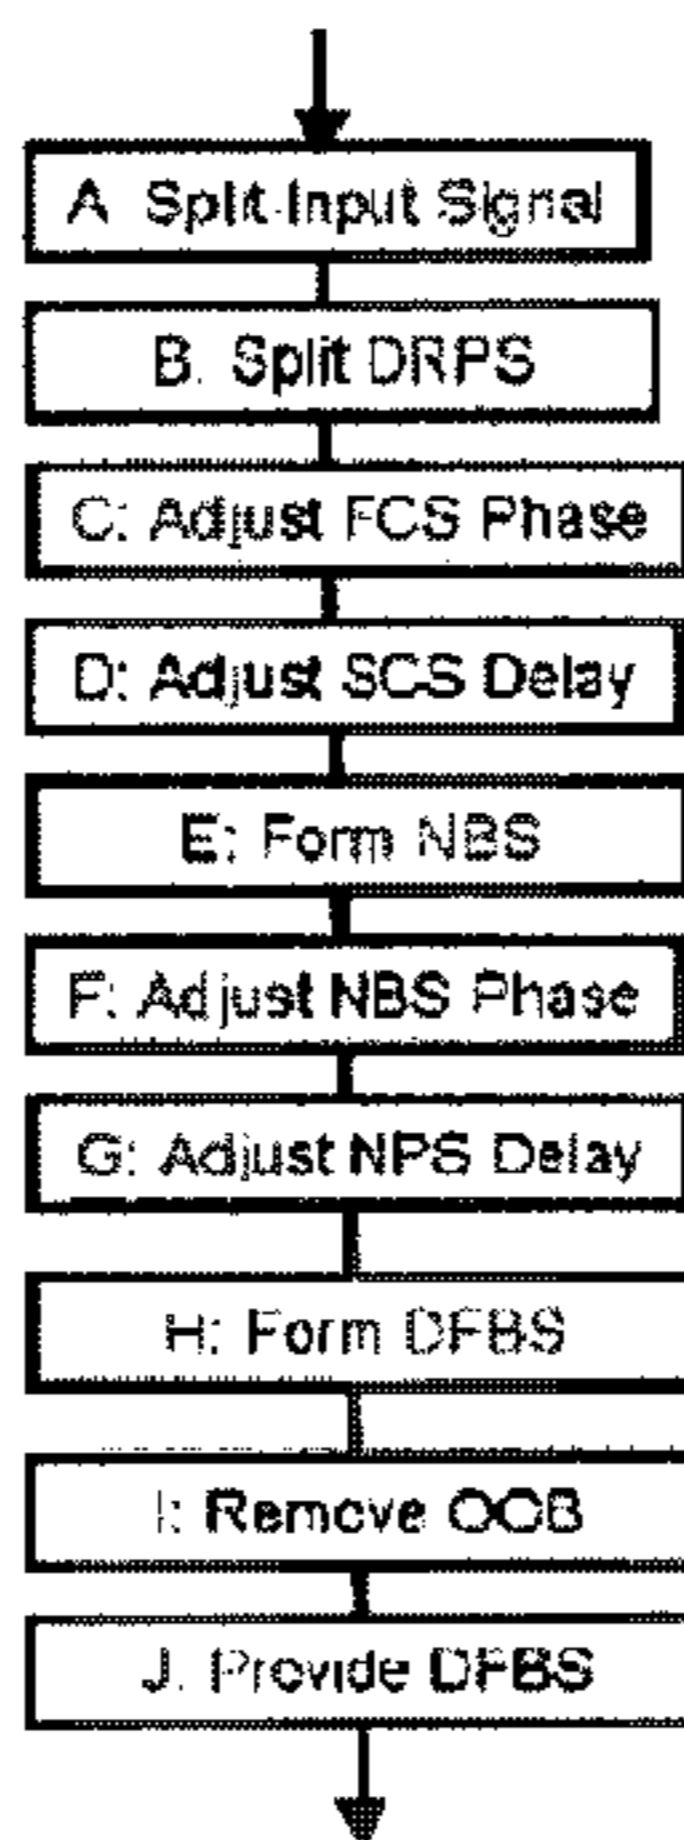 A Split Input Signal
B. Split DRPS
C: Adjust FCS Phase
D: Adjust SCS Delay
E: Form NBS
F: Adjust NBS Phase
G: Adjust NPS Delay
H: Form DFBS
I: Remove OOB
J. Provide DFBS